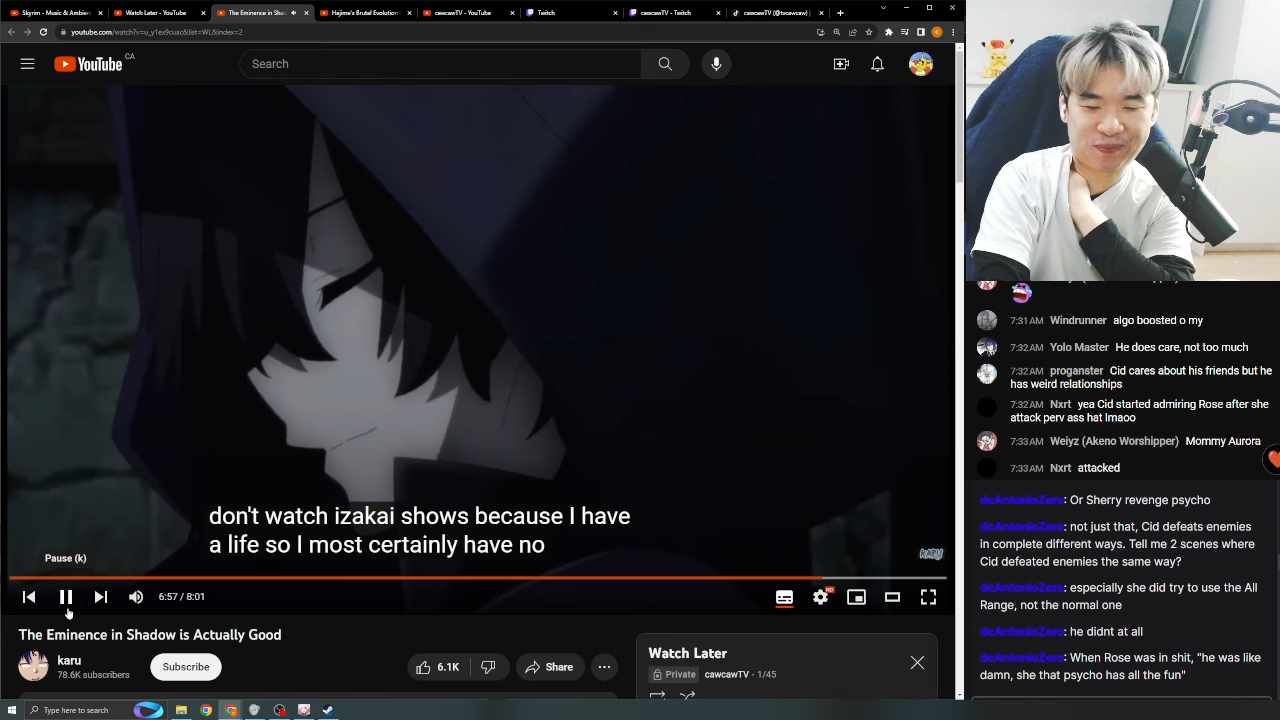 Skyrim - Music & Ambien
Watch Later - YouTube
The Eminence in Shadow
Hajime's Brutal Evolution
cawcawTV - YouTube
Twitch
cawcawTV - Twitch
cawcawTV (@txcawcaw) |
youtube.com/watch?v=u_y1ex9cuac&list=WL&index=2
YouTube CA
Search
don't watch izakai shows because I have
a life so I most certainly have no
KARU
Pause (k)
6:57 / 8:01
HD
The Eminence in Shadow is Actually Good
karu
78.6K subscribers
Subscribe
6.1K
Share
Watch Later
Private
cawcawTV - 1/45
7:31 AM Windrunner algo boosted o my
7:32 AM Yolo Master He does care, not too much
7:32 AM proganster Cid cares about his friends but he
has weird relationships
7:32 AM Nxrt yea Cid started admiring Rose after she
attack perv ass hat lmaoo
7:33 AM Weiyz (Akeno Worshipper) Mommy Aurora
7:33 AM Nxrt attacked
dcAntonioZero: Or Sherry revenge psycho
dcAntonioZero: not just that, Cid defeats enemies
in complete different ways. Tell me 2 scenes where
Cid defeated enemies the same way?
dcAntonioZero: especially she did try to use the All
Range, not the normal one
dcAntonioZero: he didnt at all
dcAntonioZero: When Rose was in shit, "he was like
damn, she that psycho has all the fun"
Type here to search